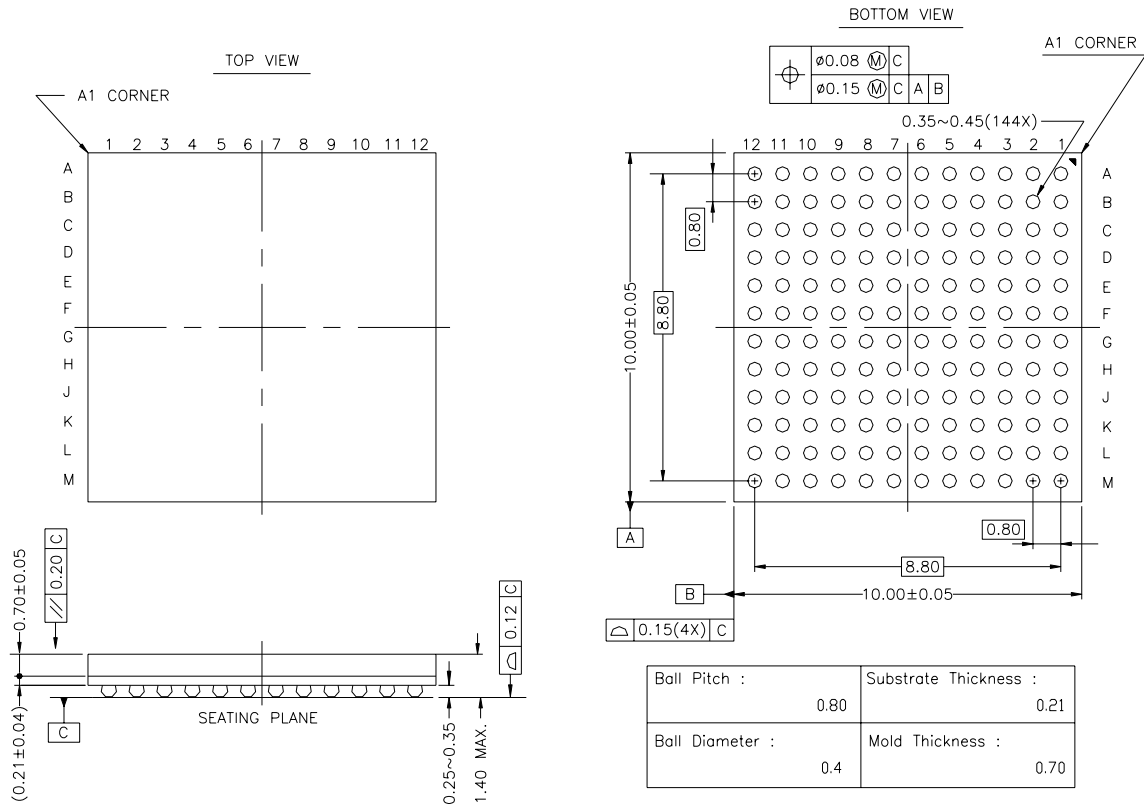 TOP VIEW
A1 CORNER
1 2 3 4 5 6 7 8 9 10 11 12
A
B
C
D
E
F
G
H
J
K
L
M
BOTTOM VIEW
A1 CORNER
⌖ ⌀0.08 Ⓜ C
⌀0.15 Ⓜ C A B
0.35~0.45(144X)
12 11 10 9 8 7 6 5 4 3 2 1
A
B
C
D
E
F
G
H
J
K
L
M
0.80
8.80
10.00±0.05
A
0.80
8.80
B
10.00±0.05
⌓ 0.15(4X) C
// 0.20 C
0.70±0.05
(0.21±0.04)
C
SEATING PLANE
⌓ 0.12 C
0.25~0.35
1.40 MAX.
Ball Pitch : 0.80
Substrate Thickness : 0.21
Ball Diameter : 0.4
Mold Thickness : 0.70